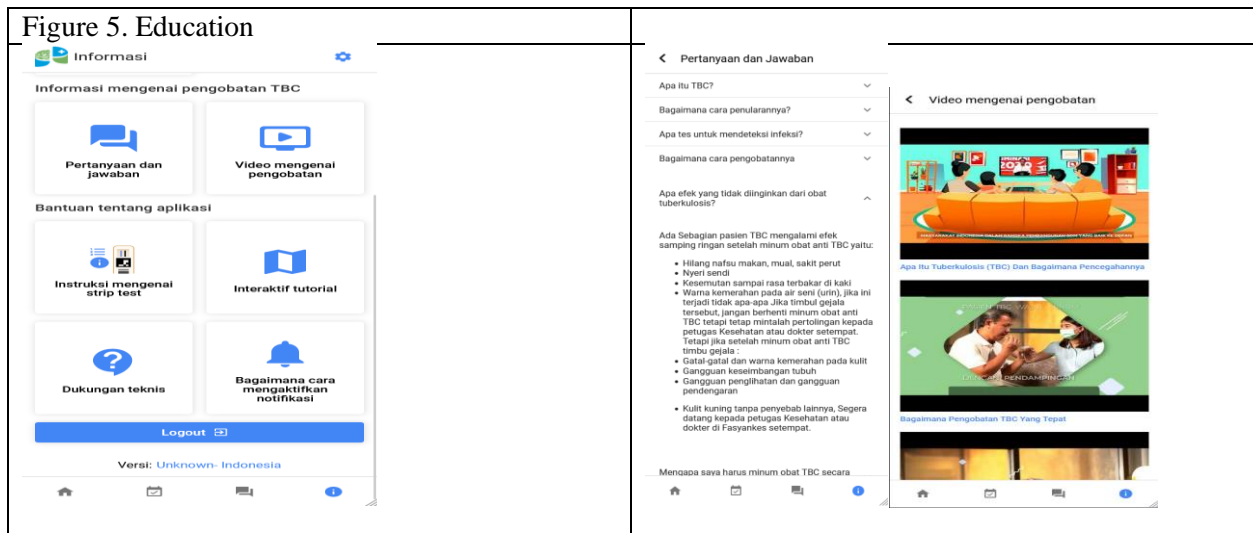 Figure 5. Education
Informasi
Informasi mengenai pengobatan TBC
Pertanyaan dan
jawaban
Video mengenai
pengobatan
Bantuan tentang aplikasi
Instruksi mengenai
strip test
Interaktif tutorial
Dukungan teknis
Bagaimana cara
mengaktifkan
notifikasi
Logout
Versi: Unknown- Indonesia
Pertanyaan dan Jawaban
Apa itu TBC?
Bagaimana cara penularannya?
Apa tes untuk mendeteksi infeksi?
Bagaimana cara pengobatannya
Apa efek yang tidak diinginkan dari obat
tuberkulosis?
Ada Sebagian pasien TBC mengalami efek
samping ringan setelah minum obat anti TBC yaitu:
• Hilang nafsu makan, mual, sakit perut
• Nyeri sendi
• Kesemutan sampai rasa terbakar di kaki
• Warna kemerahan pada air seni (urin), jika ini
terjadi tidak apa-apa Jika timbul gejala
tersebut, jangan berhenti minum obat anti
TBC tetapi tetap mintalah pertolingan kepada
petugas Kesehatan atau dokter setempat.
Tetapi jika setelah minum obat anti TBC
timbu gejala :
• Gatal-gatal dan warna kemerahan pada kulit
• Gangguan keseimbangan tubuh
• Gangguan penglihatan dan gangguan
pendengaran
• Kulit kuning tanpa penyebab lainnya, Segera
datang kepada petugas Kesehatan atau
dokter di Fasyankes setempat.
Mengapa saya harus minum obat TBC secara
Video mengenai pengobatan
Apa Itu Tuberkulosis (TBC) Dan Bagaimana Pencegahannya
DENGAN PENDAMPINGAN
Bagaimana Pengobatan TBC Yang Tepat